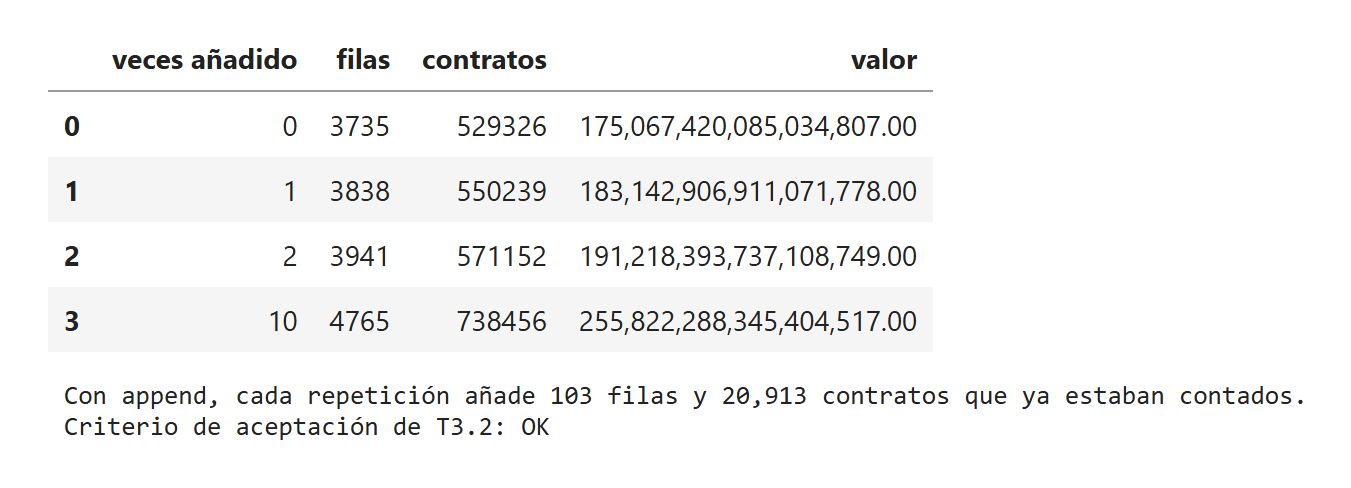 veces añadido filas contratos valor
0 0 3735 529326 175,067,420,085,034,807.00
1 1 3838 550239 183,142,906,911,071,778.00
2 2 3941 571152 191,218,393,737,108,749.00
3 10 4765 738456 255,822,288,345,404,517.00
Con append, cada repetición añade 103 filas y 20,913 contratos que ya estaban contados.
Criterio de aceptación de T3.2: OK